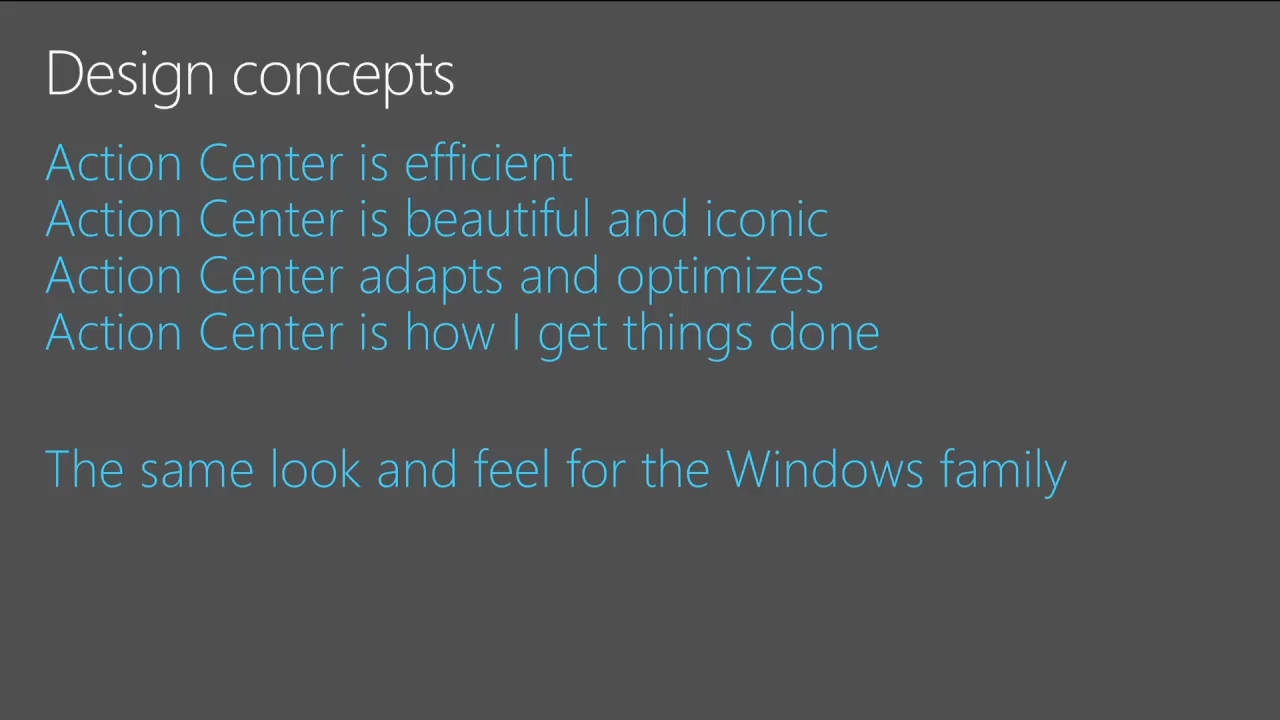 Design concepts
Action Center is efficient
Action Center is beautiful and iconic
Action Center adapts and optimizes
Action Center is how I get things done
The same look and feel for the Windows family